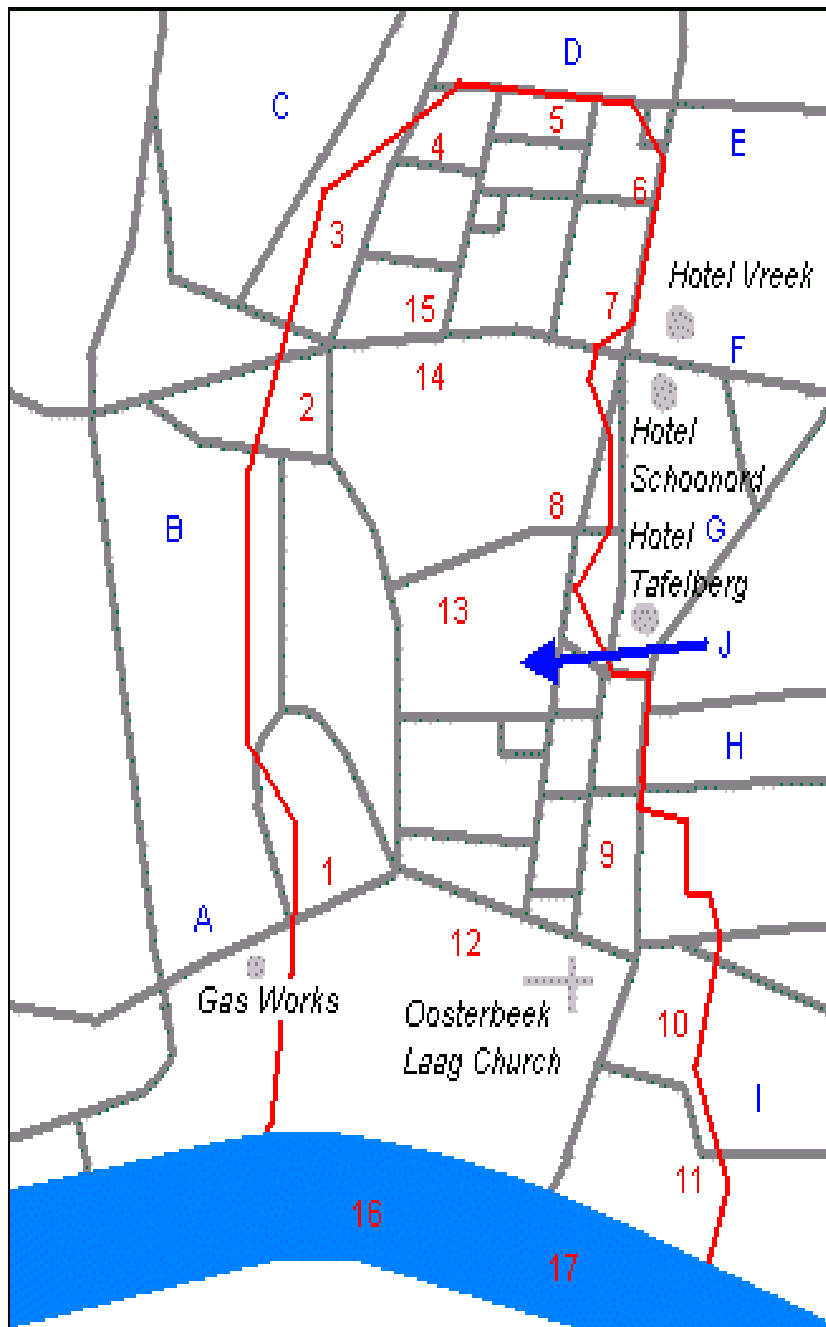 D
C
5
4
E
6
3
Hotel Vreek
15
7
F
14
2
Hotel
Schoonord
8
B
G
Hotel
Tafelberg
13
J
H
9
1
A
12
Gas Works
Oosterbeek
Laag Church
10
I
11
16
17